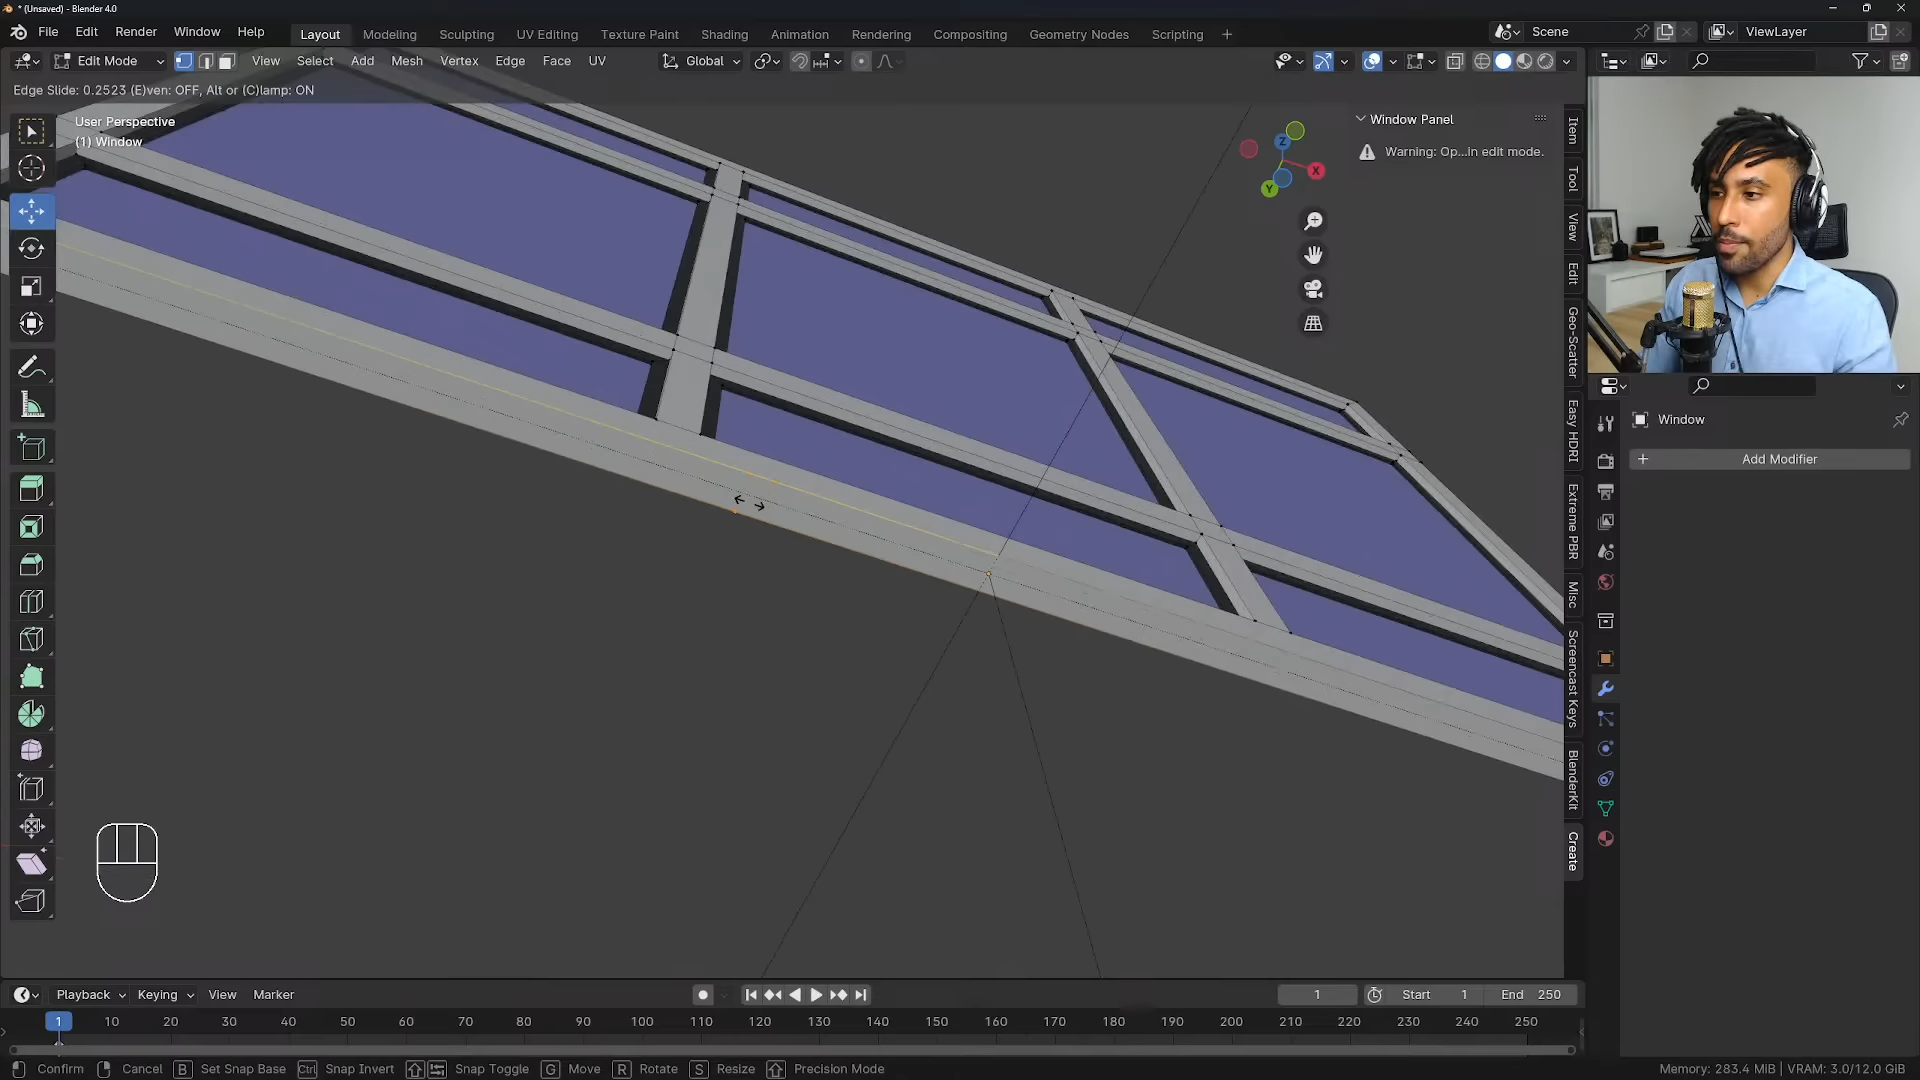 * (Unsaved) - Blender 4.0
File Edit Render Window Help
Layout Modeling Sculpting UV Editing Texture Paint Shading Animation Rendering Compositing Geometry Nodes Scripting +
Scene
ViewLayer
Edit Mode
View Select Add Mesh Vertex Edge Face UV
Global
Edge Slide: 0.2523 (E)ven: OFF, Alt or (C)lamp: ON
User Perspective
(1) Window
Window Panel
Warning: Op...in edit mode.
Z
X
Y
Item
Tool
View
Edit
Geo-Scatter
Easy HDRI
Extreme PBR
Misc
Screencast Keys
BlenderKit
Create
Window
+ Add Modifier
Playback Keying View Marker
1 Start 1 End 250
1 10 20 30 40 50 60 70 80 90 100 110 120 130 140 150 160 170 180 190 200 210 220 230 240 250
Confirm Cancel B Set Snap Base Ctrl Snap Invert Snap Toggle G Move R Rotate S Resize Precision Mode
Memory: 283.4 MiB | VRAM: 3.0/12.0 GiB